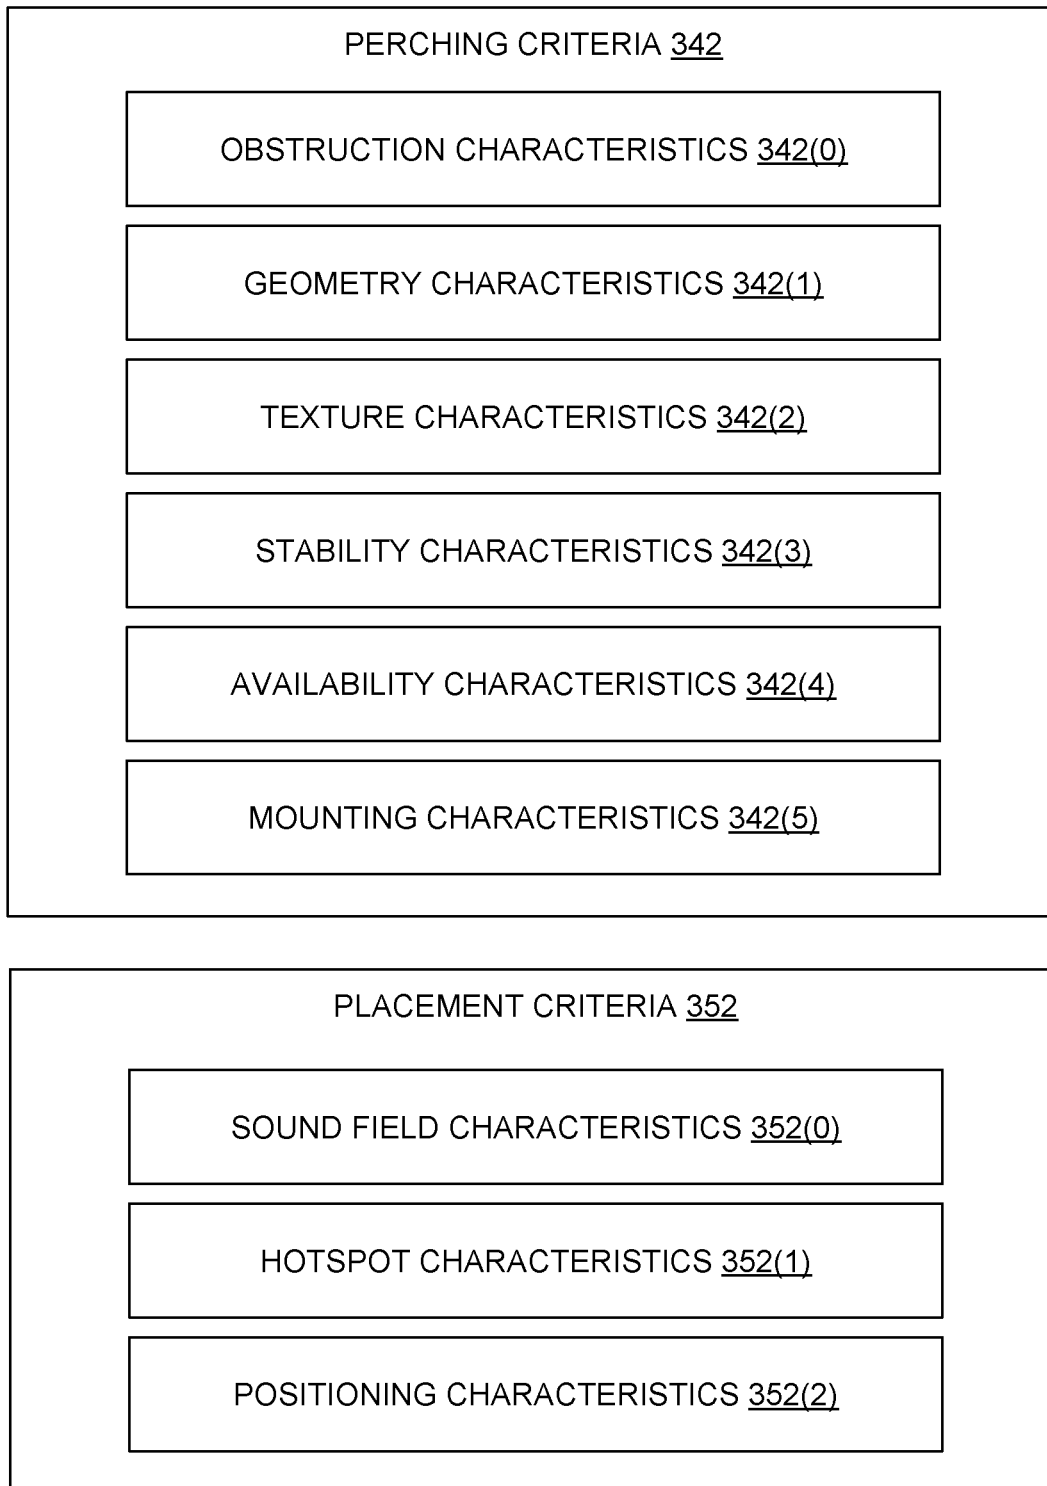 PERCHING CRITERIA 342
OBSTRUCTION CHARACTERISTICS 342(0)
GEOMETRY CHARACTERISTICS 342(1)
TEXTURE CHARACTERISTICS 342(2)
STABILITY CHARACTERISTICS 342(3)
AVAILABILITY CHARACTERISTICS 342(4)
MOUNTING CHARACTERISTICS 342(5)
PLACEMENT CRITERIA 352
SOUND FIELD CHARACTERISTICS 352(0)
HOTSPOT CHARACTERISTICS 352(1)
POSITIONING CHARACTERISTICS 352(2)